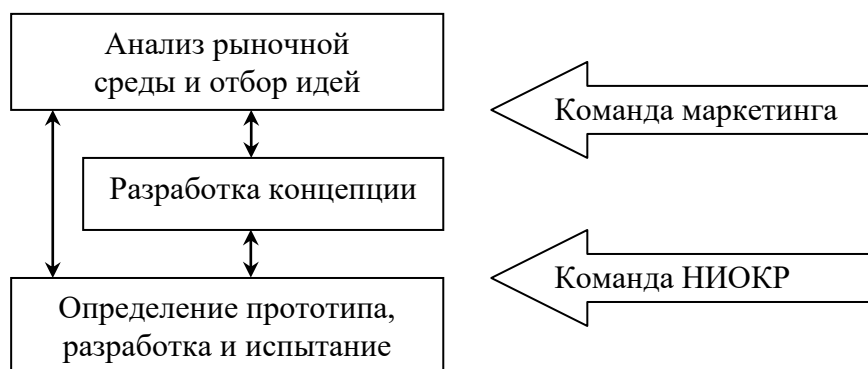 Анализ рыночной
среды и отбор идей
Команда маркетинга
Разработка концепции
Команда НИОКР
Определение прототипа,
разработка и испытание